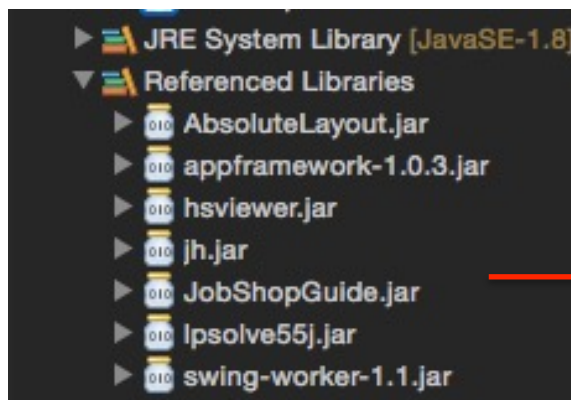 JRE System Library [JavaSE-1.8]
Referenced Libraries
AbsoluteLayout.jar
appframework-1.0.3.jar
hsviewer.jar
jh.jar
JobShopGuide.jar
lpsolve55j.jar
swing-worker-1.1.jar